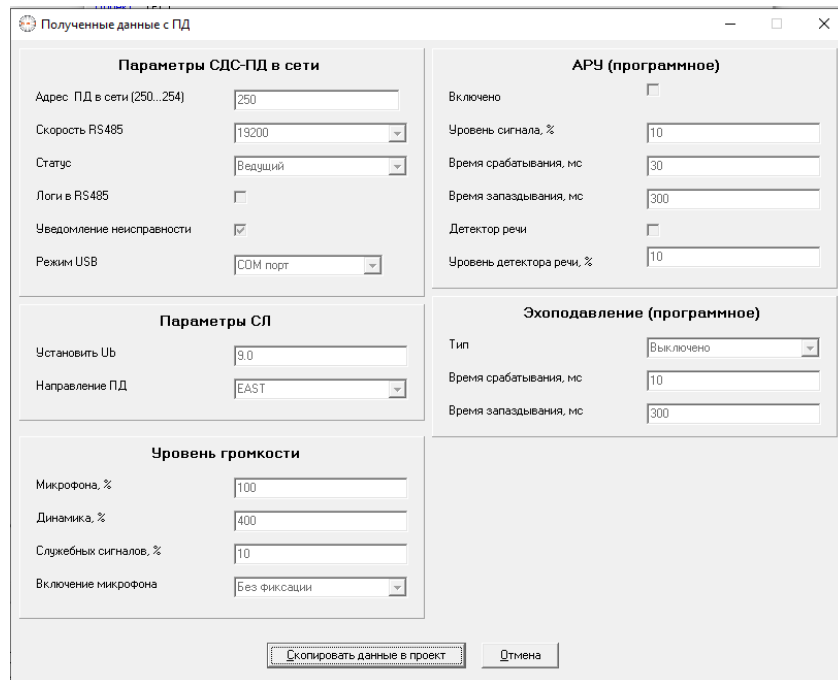 Полученные данные с ПД
Параметры СДС-ПД в сети
Адрес ПД в сети (250...254) 250
Скорость RS485 19200
Статус Ведущий
Логи в RS485
Уведомление неисправности
Режим USB COM порт
Параметры СЛ
Установить Ub 9.0
Направление ПД EAST
Уровень громкости
Микрофона, % 100
Динамика, % 400
Служебных сигналов, % 10
Включение микрофона Без фиксации
АРУ (программное)
Включено
Уровень сигнала, % 10
Время срабатывания, мс 30
Время запаздывания, мс 300
Детектор речи
Уровень детектора речи, % 10
Эхоподавление (программное)
Тип Выключено
Время срабатывания, мс 10
Время запаздывания, мс 300
Скопировать данные в проект Отмена